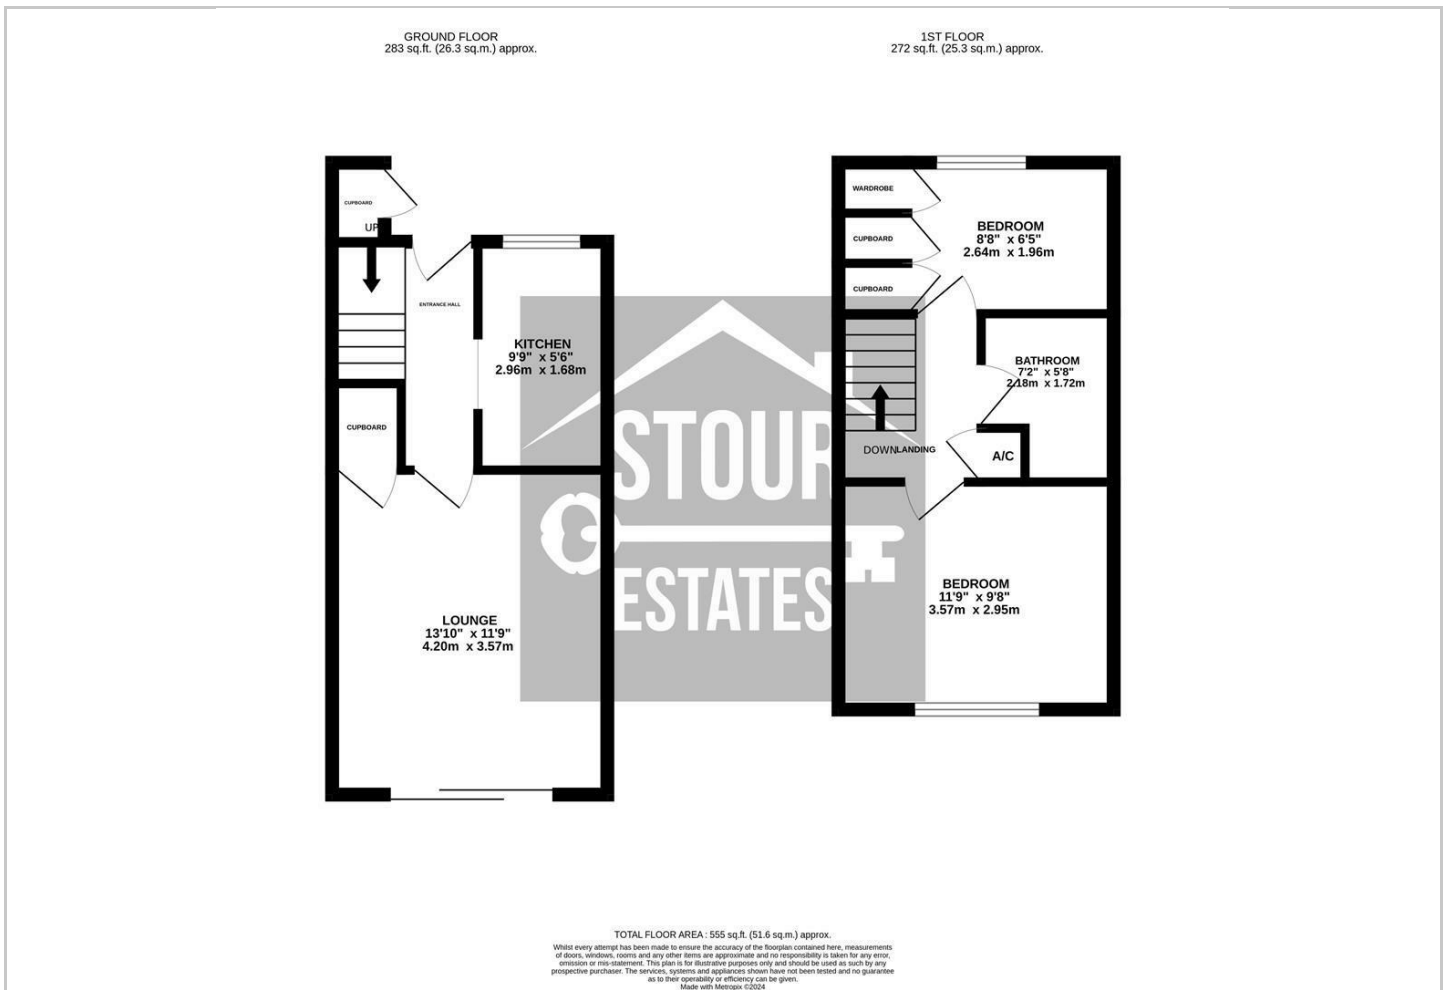 GROUND FLOOR
283 sq.ft. (26.3 sq.m.) approx.
CUPBOARD
UP
ENTRANCE HALL
KITCHEN
9'9" x 5'6"
2.96m x 1.68m
CUPBOARD
LOUNGE
13'10" x 11'9"
4.20m x 3.57m
1ST FLOOR
272 sq.ft. (25.3 sq.m.) approx.
WARDROBE
CUPBOARD
CUPBOARD
BEDROOM
8'8" x 6'5"
2.64m x 1.96m
BATHROOM
7'2" x 5'8"
2.18m x 1.72m
DOWN
LANDING
A/C
BEDROOM
11'9" x 9'8"
3.57m x 2.95m
STOUR
ESTATES
TOTAL FLOOR AREA : 555 sq.ft. (51.6 sq.m.) approx.
Whilst every attempt has been made to ensure the accuracy of the floorplan contained here, measurements
of doors, windows, rooms and any other items are approximate and no responsibility is taken for any error,
omission or mis-statement. This plan is for illustrative purposes only and should be used as such by any
prospective purchaser. The services, systems and appliances shown have not been tested and no guarantee
as to their operability or efficiency can be given.
Made with Metropix ©2024